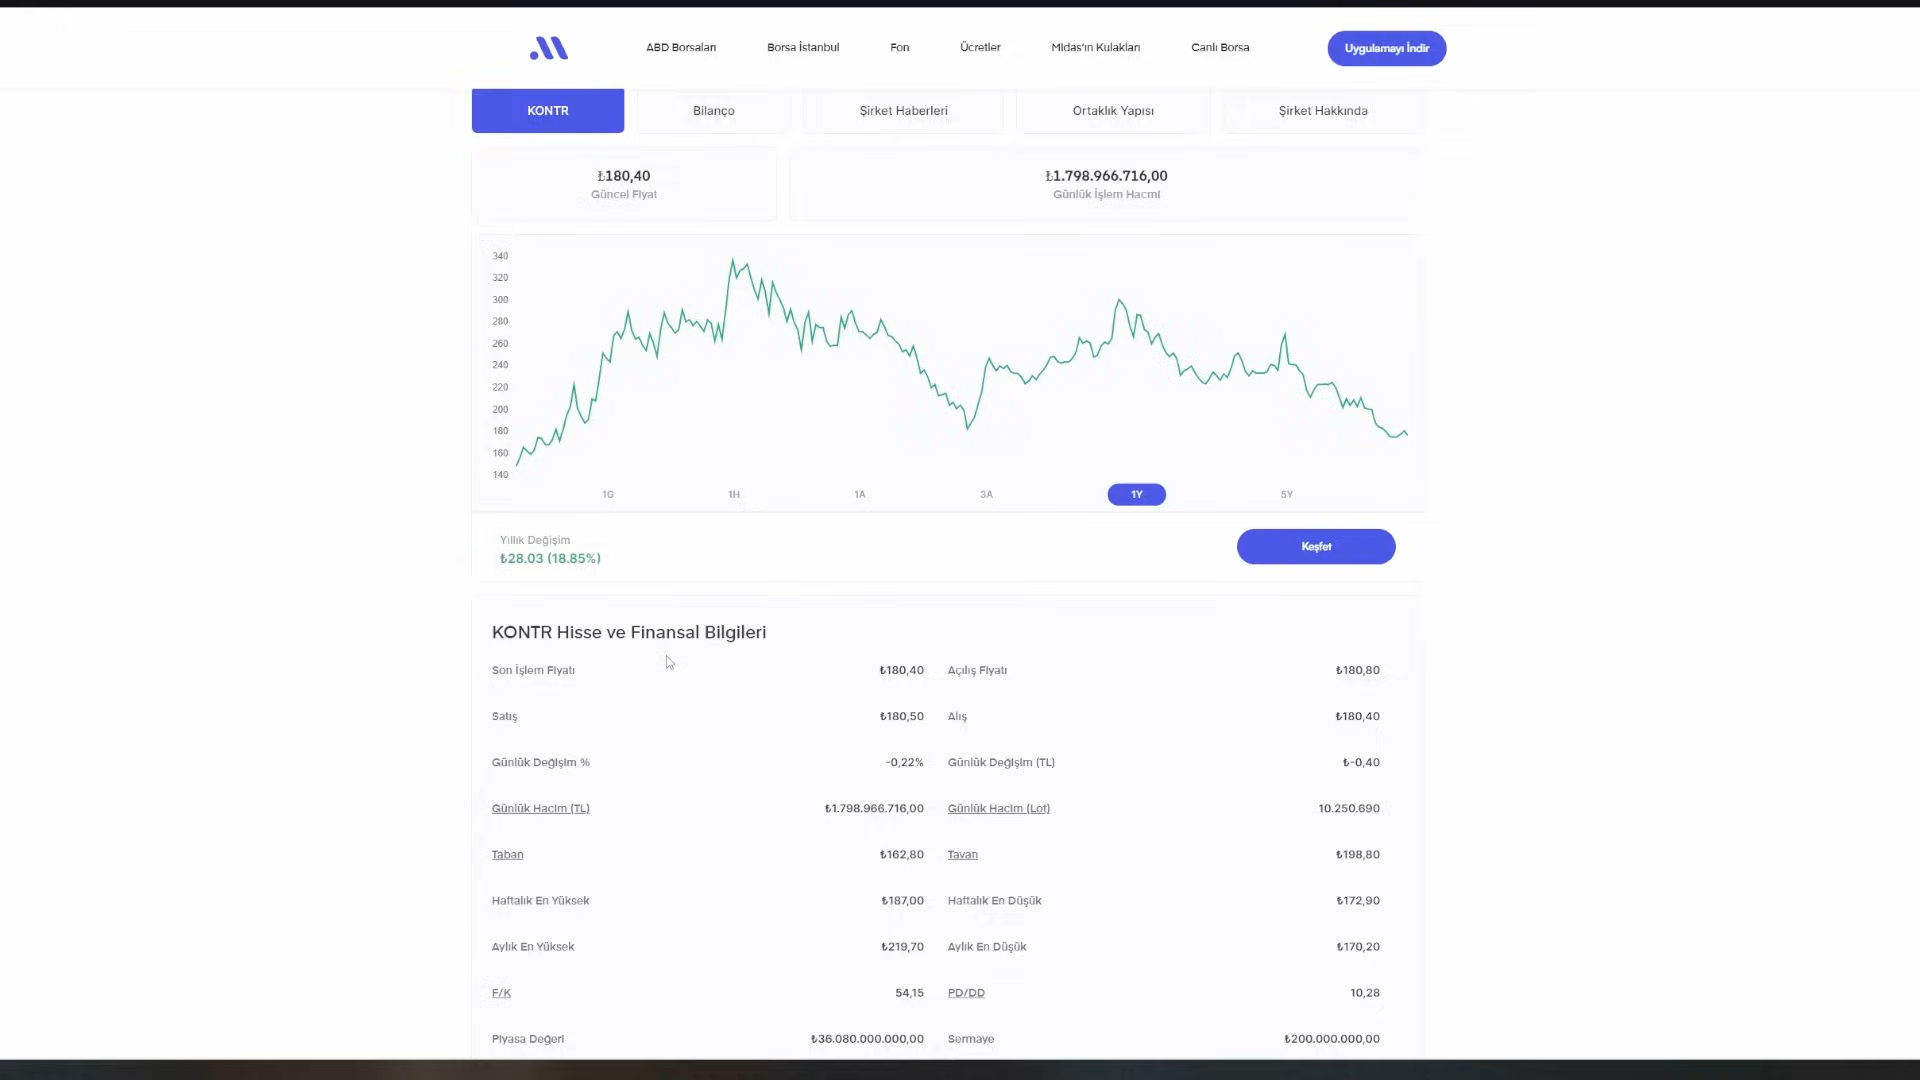 ABD Borsaları Borsa İstanbul Fon Ücretler Midas'ın Kulakları Canlı Borsa Uygulamayı İndir
KONTR Bilanço Şirket Haberleri Ortaklık Yapısı Şirket Hakkında
₺180,40 ₺1.798.966.716,00
Güncel Fiyat Günlük İşlem Hacmi
340
320
300
280
260
240
220
200
180
160
140
1G 1H 1A 3A 1Y 5Y
Yıllık Değişim
₺28.03 (18.85%)
Keşfet
KONTR Hisse ve Finansal Bilgileri
Son İşlem Fiyatı ₺180,40 Açılış Fiyatı ₺180,80
Satış ₺180,50 Alış ₺180,40
Günlük Değişim % -0,22% Günlük Değişim (TL) ₺-0,40
Günlük Hacim (TL) ₺1.798.966.716,00 Günlük Hacim (Lot) 10.250.690
Taban ₺162,80 Tavan ₺198,80
Haftalık En Yüksek ₺187,00 Haftalık En Düşük ₺172,90
Aylık En Yüksek ₺219,70 Aylık En Düşük ₺170,20
F/K 54,15 PD/DD 10,28
Piyasa Değeri ₺36.080.000.000,00 Sermaye ₺200.000.000,00